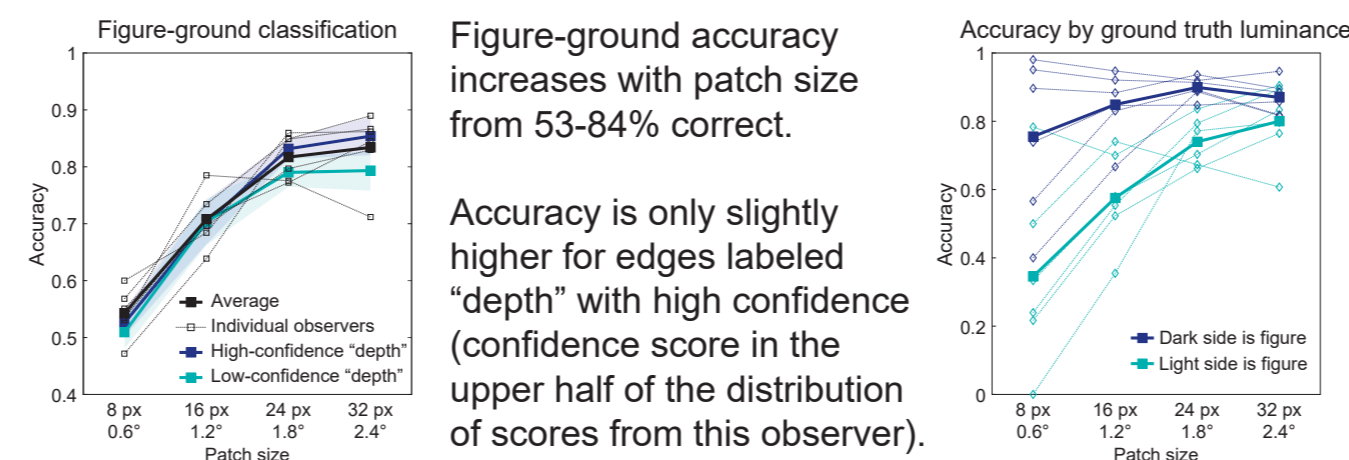 Figure-ground classification
1
0.9
0.8
0.7
0.6
0.5
0.4
Accuracy
Average
Individual observers
High-confidence “depth”
Low-confidence “depth”
8 px
0.6°
16 px
1.2°
24 px
1.8°
32 px
2.4°
Patch size
Figure-ground accuracy
increases with patch size
from 53-84% correct.
Accuracy is only slightly
higher for edges labeled
“depth” with high confidence
(confidence score in the
upper half of the distribution
of scores from this observer).
Accuracy by ground truth luminance
1
0.8
0.6
0.4
0.2
0
Accuracy
Dark side is figure
Light side is figure
8 px
0.6°
16 px
1.2°
24 px
1.8°
32 px
2.4°
Patch size